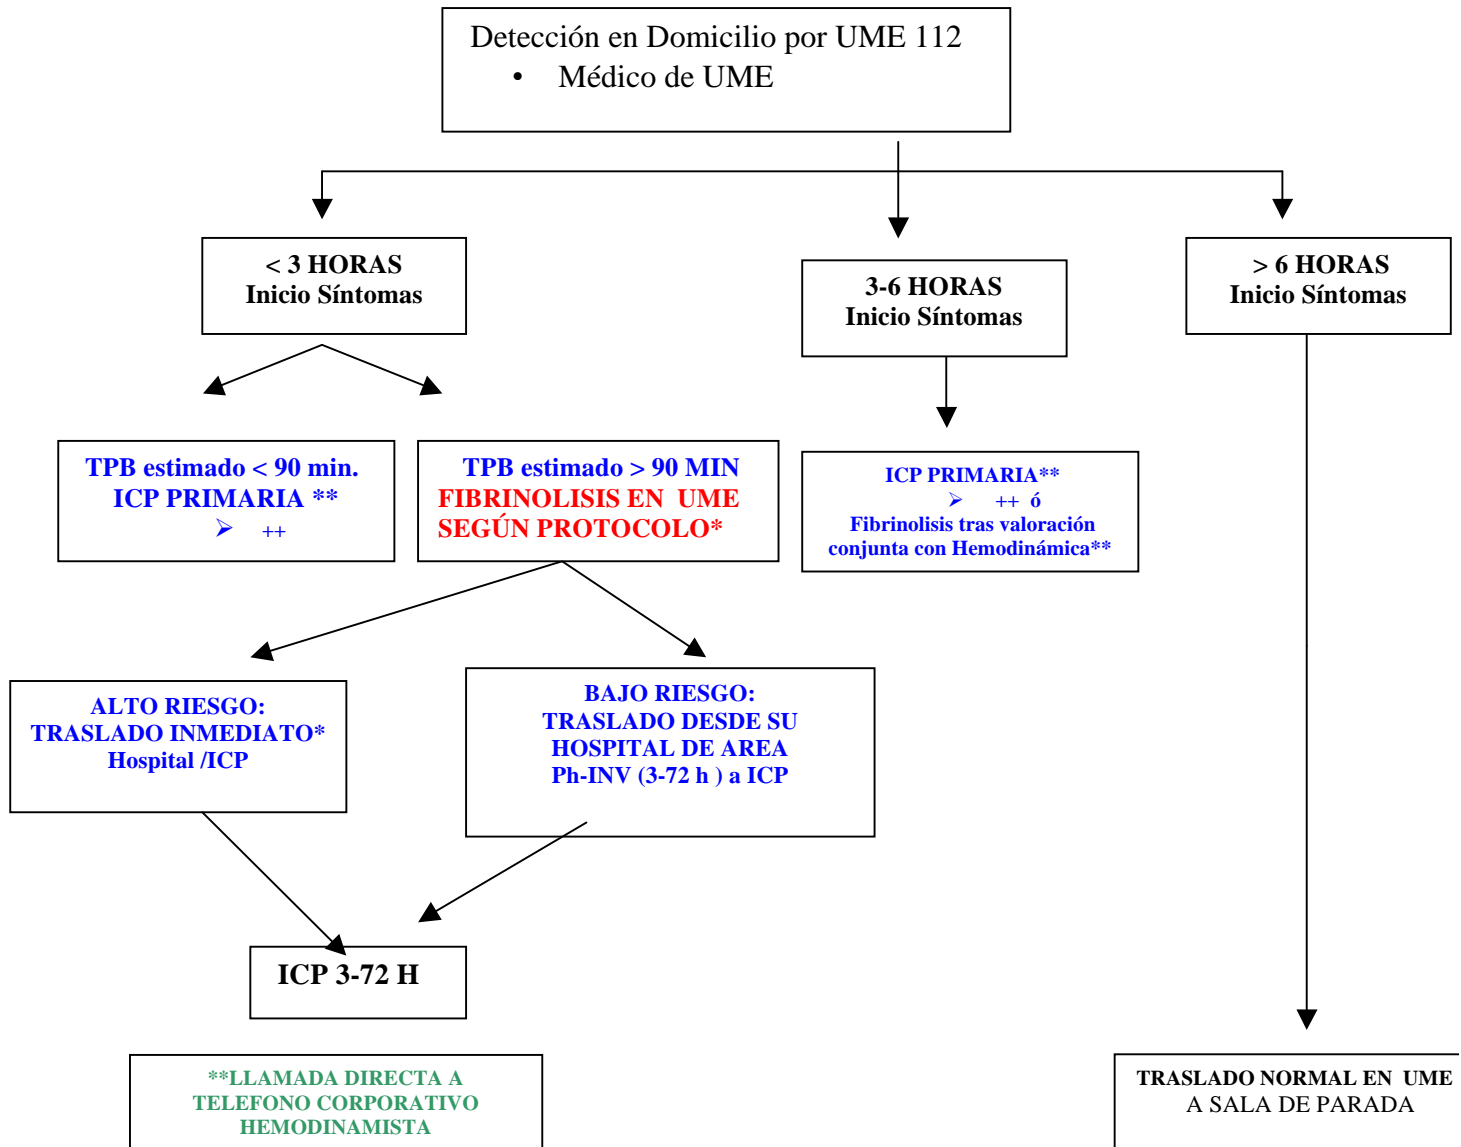 Detección en Domicilio por UME 112
• Médico de UME
< 3 HORAS
Inicio Síntomas
3-6 HORAS
Inicio Síntomas
> 6 HORAS
Inicio Síntomas
TPB estimado < 90 min.
ICP PRIMARIA **
➢ ++
TPB estimado > 90 MIN
FIBRINOLISIS EN UME
SEGÚN PROTOCOLO*
ICP PRIMARIA**
➢ ++ ó
Fibrinolisis tras valoración
conjunta con Hemodinámica**
ALTO RIESGO:
TRASLADO INMEDIATO*
Hospital /ICP
BAJO RIESGO:
TRASLADO DESDE SU
HOSPITAL DE AREA
Ph-INV (3-72 h ) a ICP
ICP 3-72 H
**LLAMADA DIRECTA A
TELEFONO CORPORATIVO
HEMODINAMISTA
TRASLADO NORMAL EN UME
A SALA DE PARADA